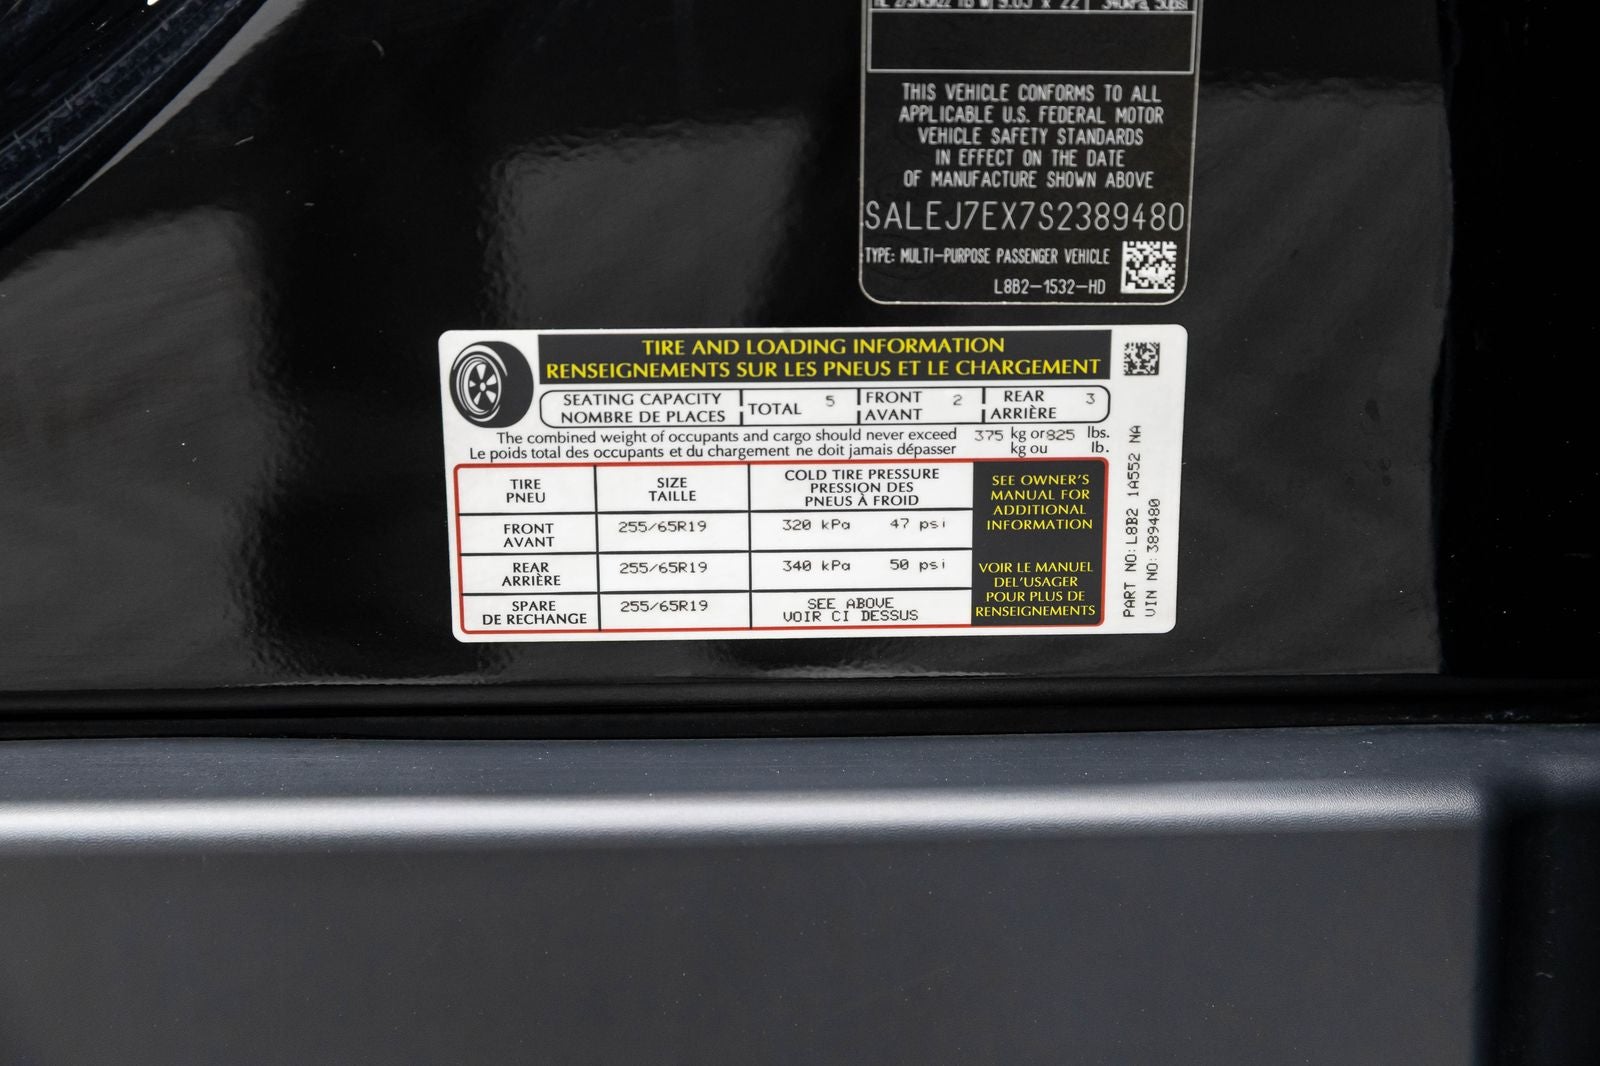 THIS VEHICLE CONFORMS TO ALL
APPLICABLE U.S. FEDERAL MOTOR
VEHICLE SAFETY STANDARDS
IN EFFECT ON THE DATE
OF MANUFACTURE SHOWN ABOVE
SALEJ7EX7S2389480
TYPE: MULTI-PURPOSE PASSENGER VEHICLE
L8B2-1532-HD
TIRE AND LOADING INFORMATION
RENSEIGNEMENTS SUR LES PNEUS ET LE CHARGEMENT
SEATING CAPACITY
NOMBRE DE PLACES
TOTAL 5
FRONT 2
AVANT
REAR 3
ARRIÈRE
The combined weight of occupants and cargo should never exceed 375 kg or 825 lbs.
Le poids total des occupants et du chargement ne doit jamais dépasser kg ou lb.
TIRE
PNEU
SIZE
TAILLE
COLD TIRE PRESSURE
PRESSION DES
PNEUS À FROID
FRONT
AVANT
255/65R19
320 kPa 47 psi
REAR
ARRIÈRE
255/65R19
340 kPa 50 psi
SPARE
DE RECHANGE
255/65R19
SEE ABOVE
VOIR CI DESSUS
SEE OWNER'S
MANUAL FOR
ADDITIONAL
INFORMATION
VOIR LE MANUEL
DEL'USAGER
POUR PLUS DE
RENSEIGNEMENTS
PART NO: L8B2 1A552 NA
VIN NO: 389480